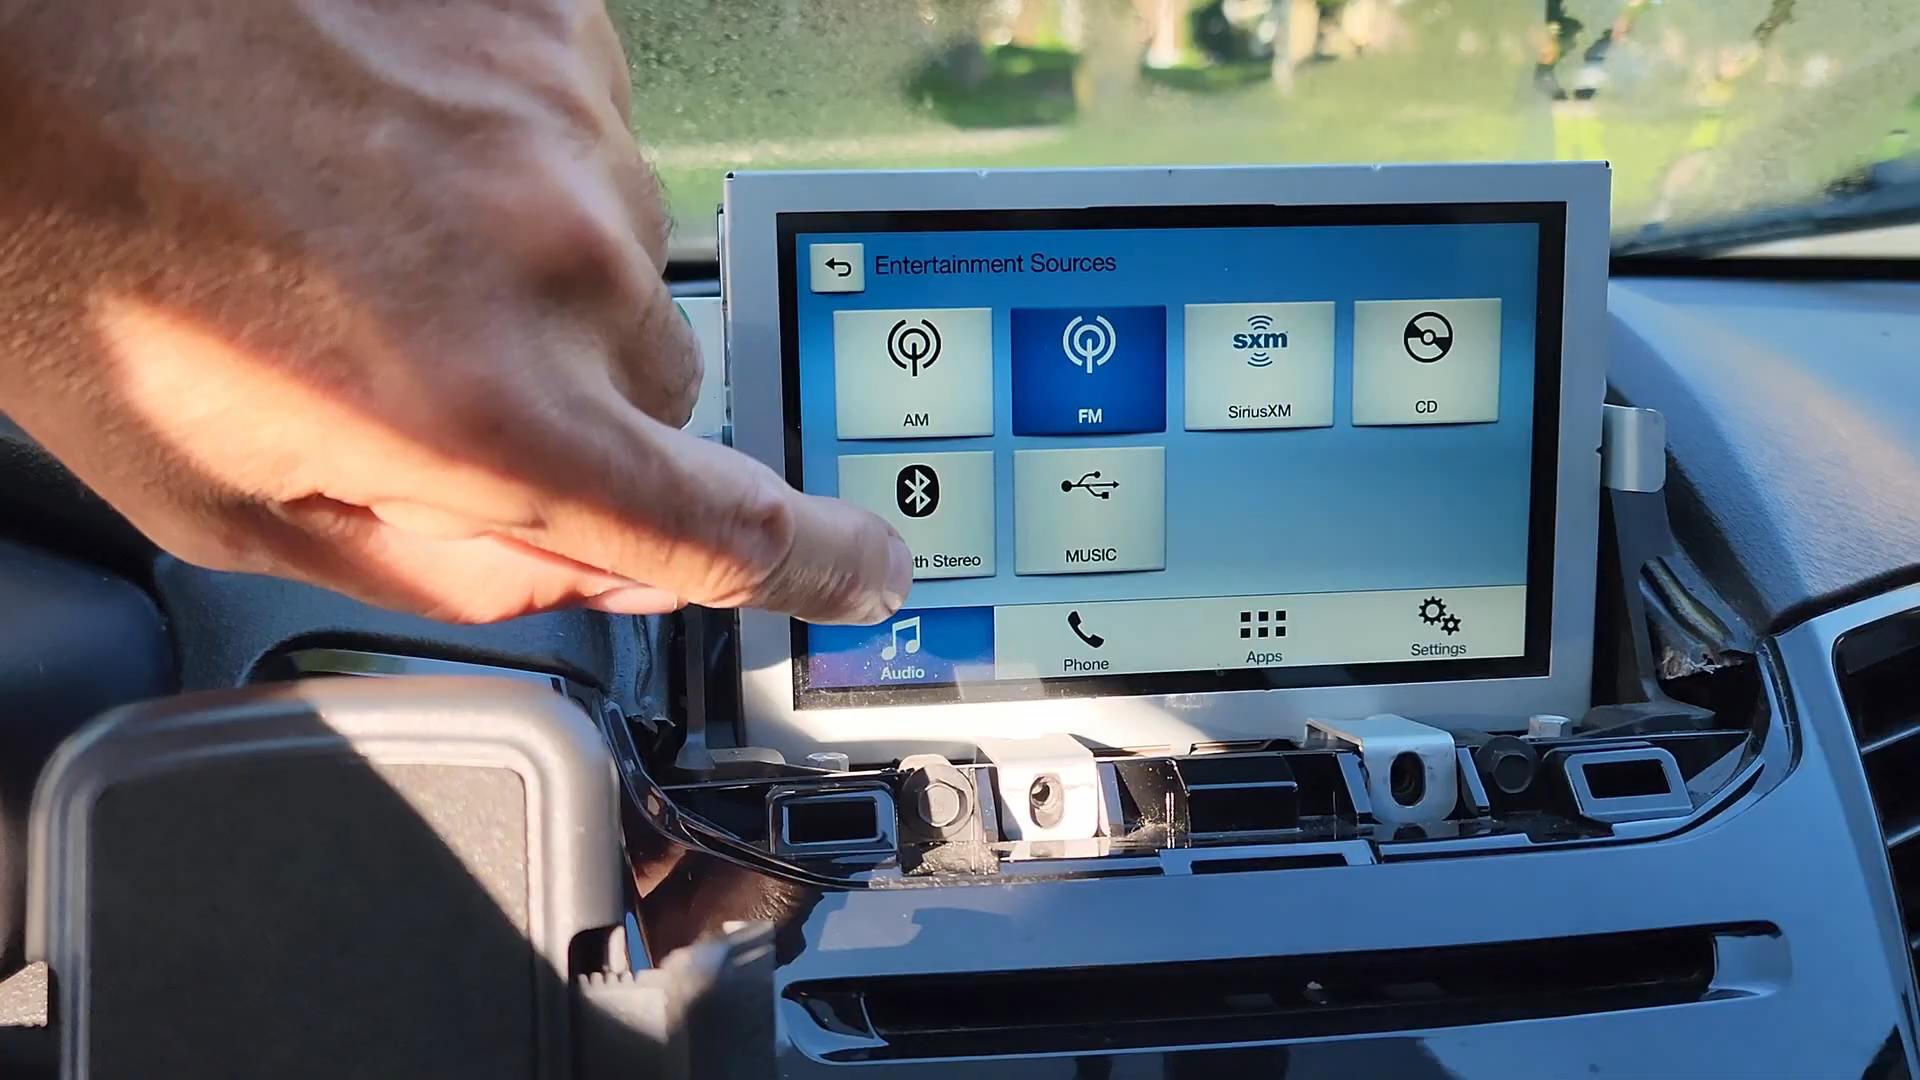 Entertainment Sources
AM
FM
sxm
SiriusXM
CD
th Stereo
MUSIC
Audio
Phone
Apps
Settings